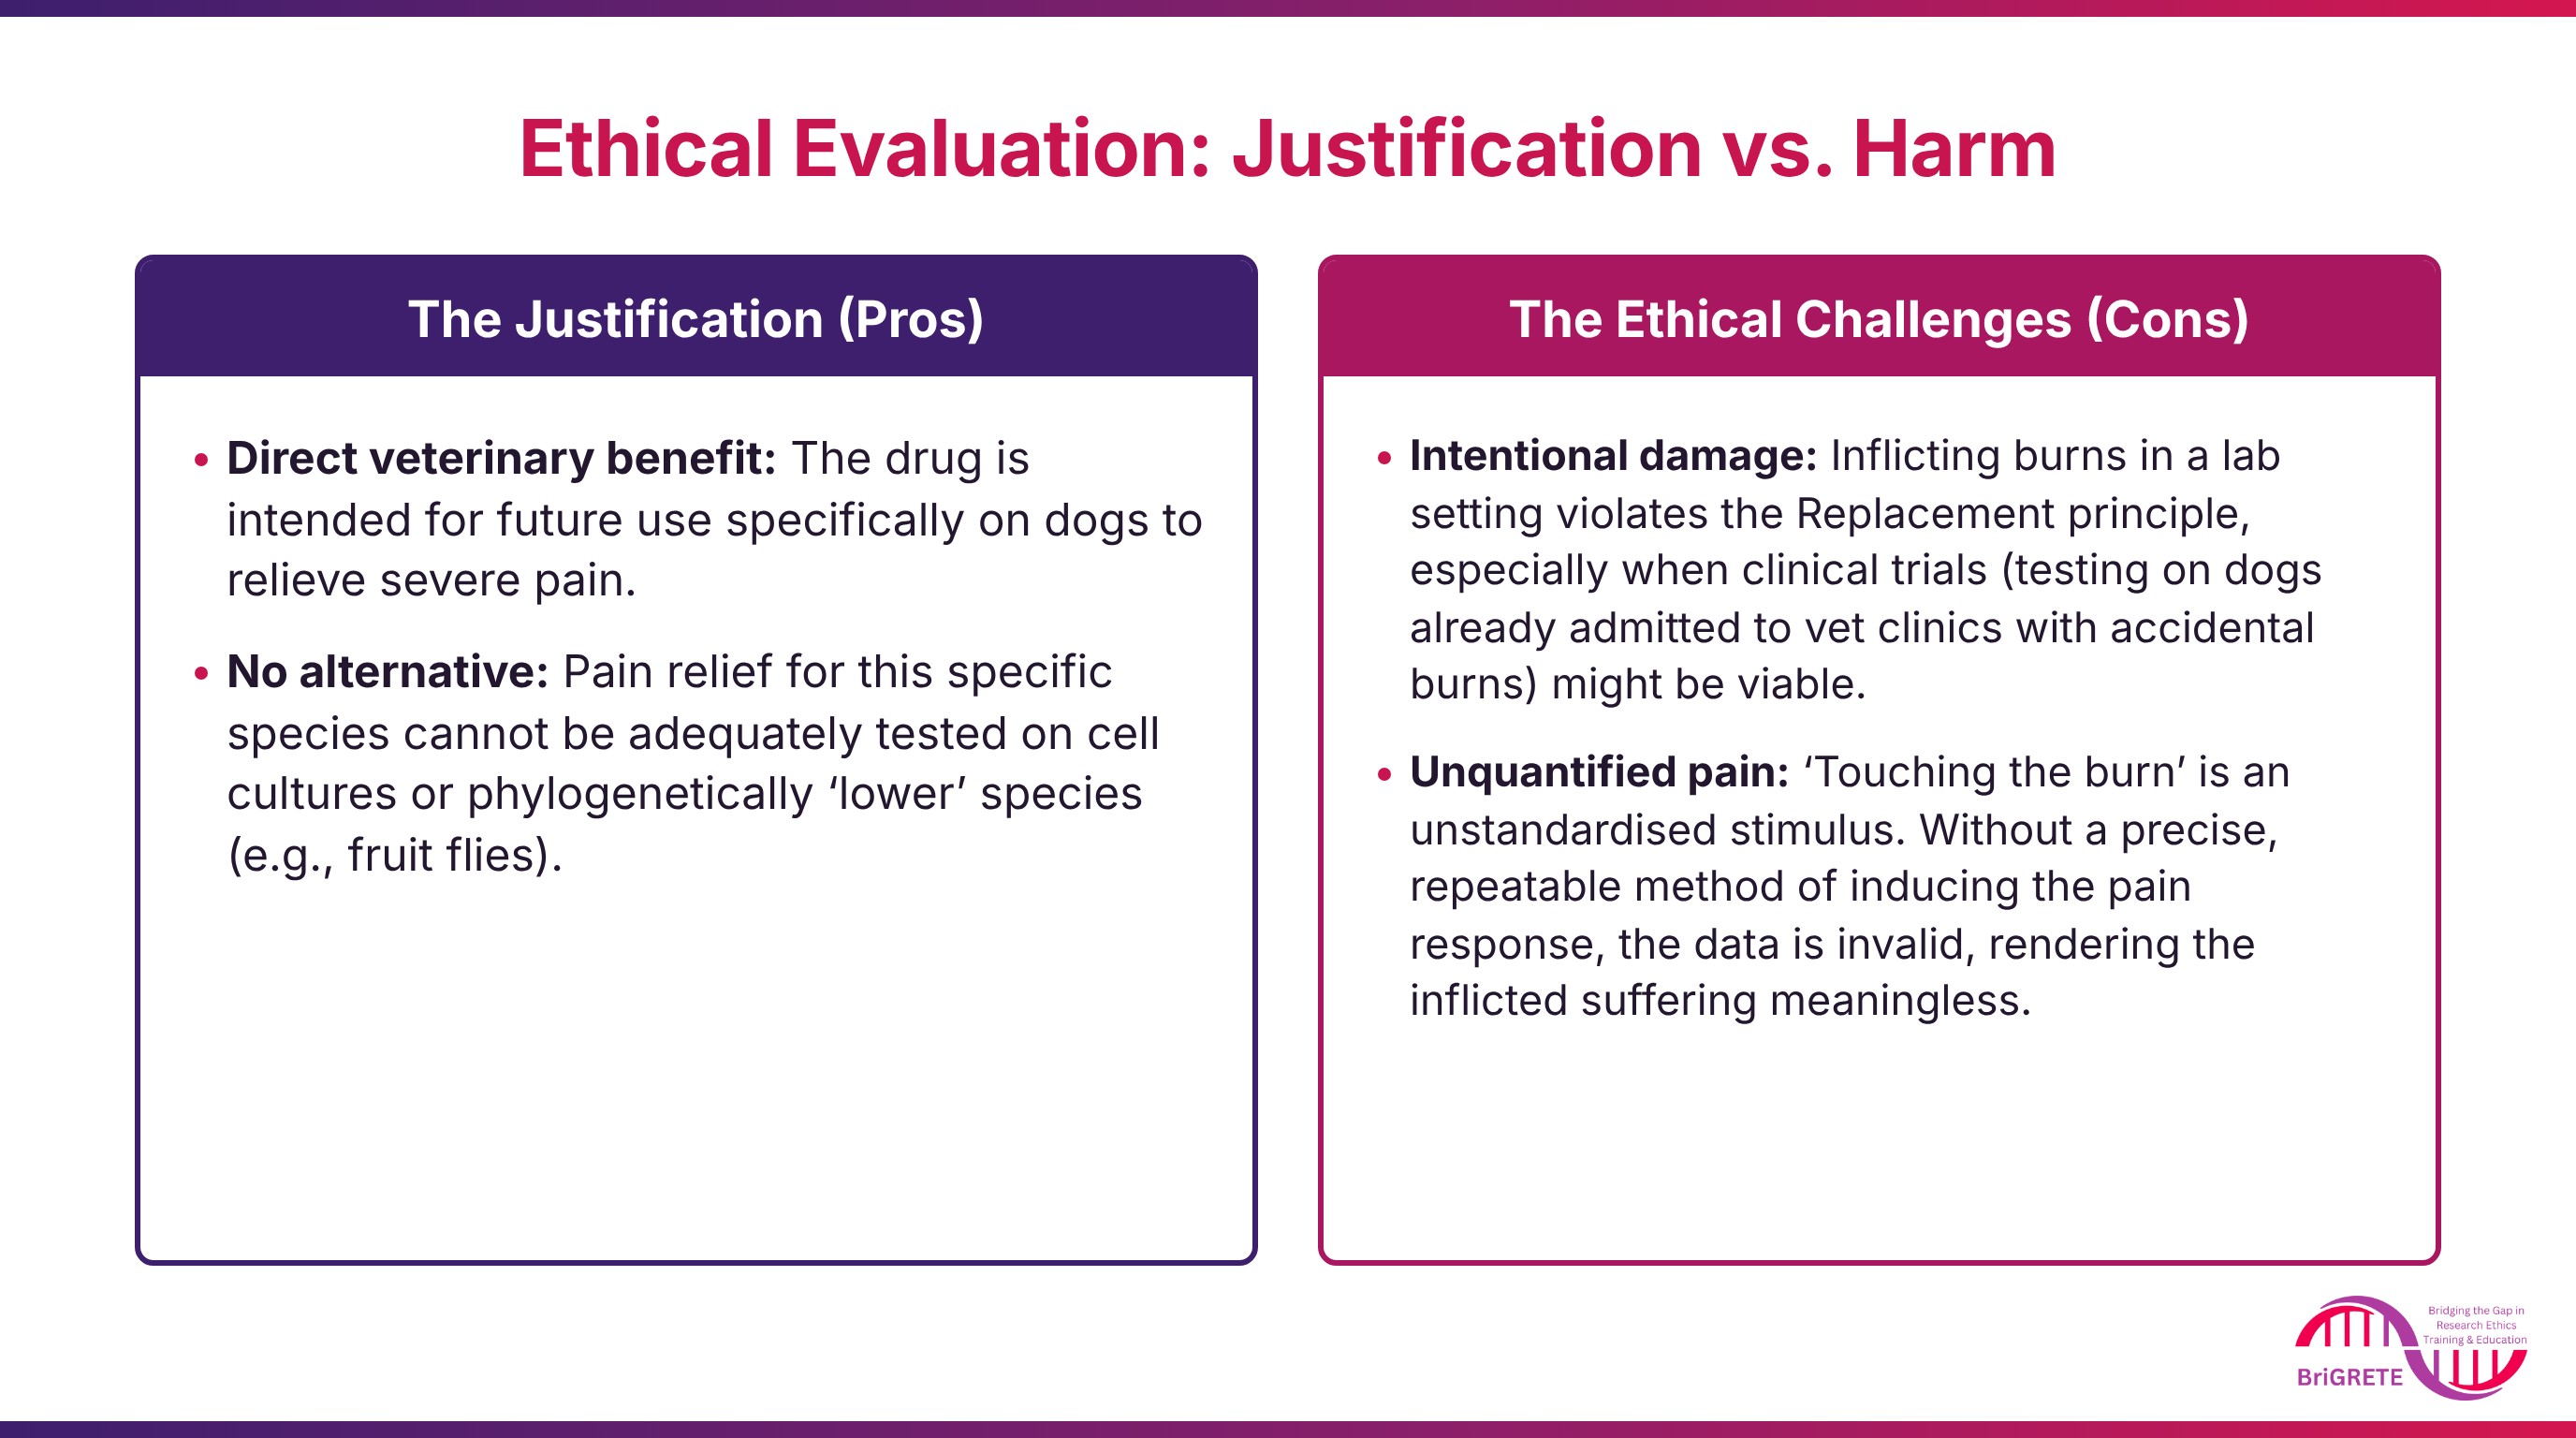 Ethical Evaluation: Justification vs. Harm
The Justification (Pros)
• Direct veterinary benefit: The drug is
intended for future use specifically on dogs to
relieve severe pain.
• No alternative: Pain relief for this specific
species cannot be adequately tested on cell
cultures or phylogenetically ‘lower’ species
(e.g., fruit flies).
The Ethical Challenges (Cons)
• Intentional damage: Inflicting burns in a lab
setting violates the Replacement principle,
especially when clinical trials (testing on dogs
already admitted to vet clinics with accidental
burns) might be viable.
• Unquantified pain: ‘Touching the burn’ is an
unstandardised stimulus. Without a precise,
repeatable method of inducing the pain
response, the data is invalid, rendering the
inflicted suffering meaningless.
Bridging the Gap in
Research Ethics
Training & Education
BriGRETE